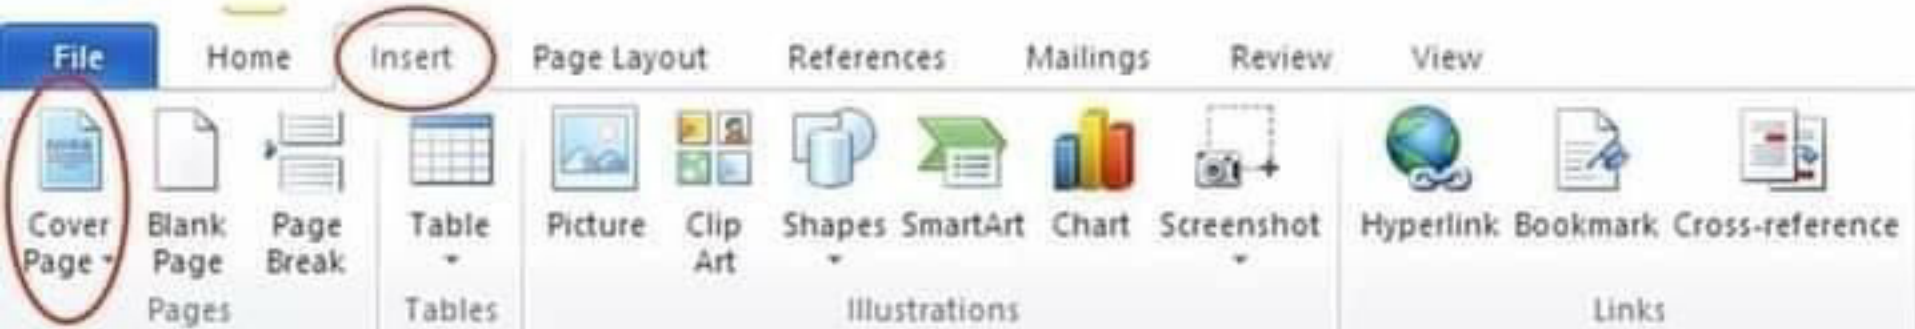 File Home Insert Page Layout References Mailings Review View
Cover Blank Page Table Picture Clip Shapes SmartArt Chart Screenshot Hyperlink Bookmark Cross-reference
Page Page Break Art
Pages Tables Illustrations Links